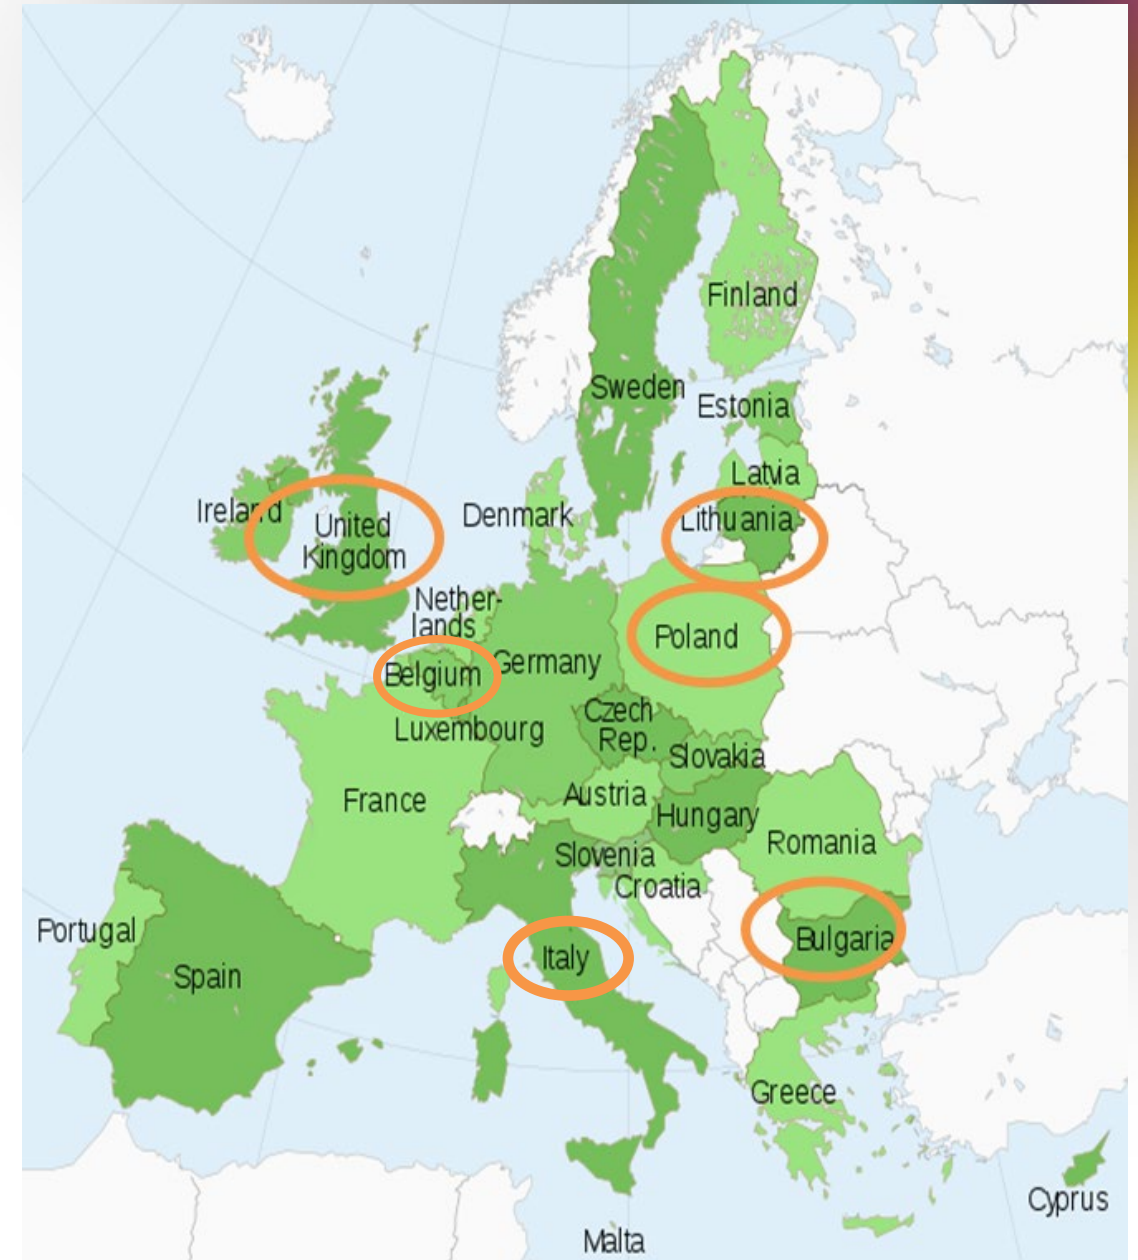 Finland
Sweden
Estonia
Latvia
Ireland
United
Kingdom
Denmark
Lithuania
Nether-
lands
Poland
Belgium
Germany
Luxembourg
Czech
Rep.
Slovakia
France
Austria
Hungary
Romania
Slovenia
Croatia
Portugal
Spain
Italy
Bulgaria
Greece
Cyprus
Malta